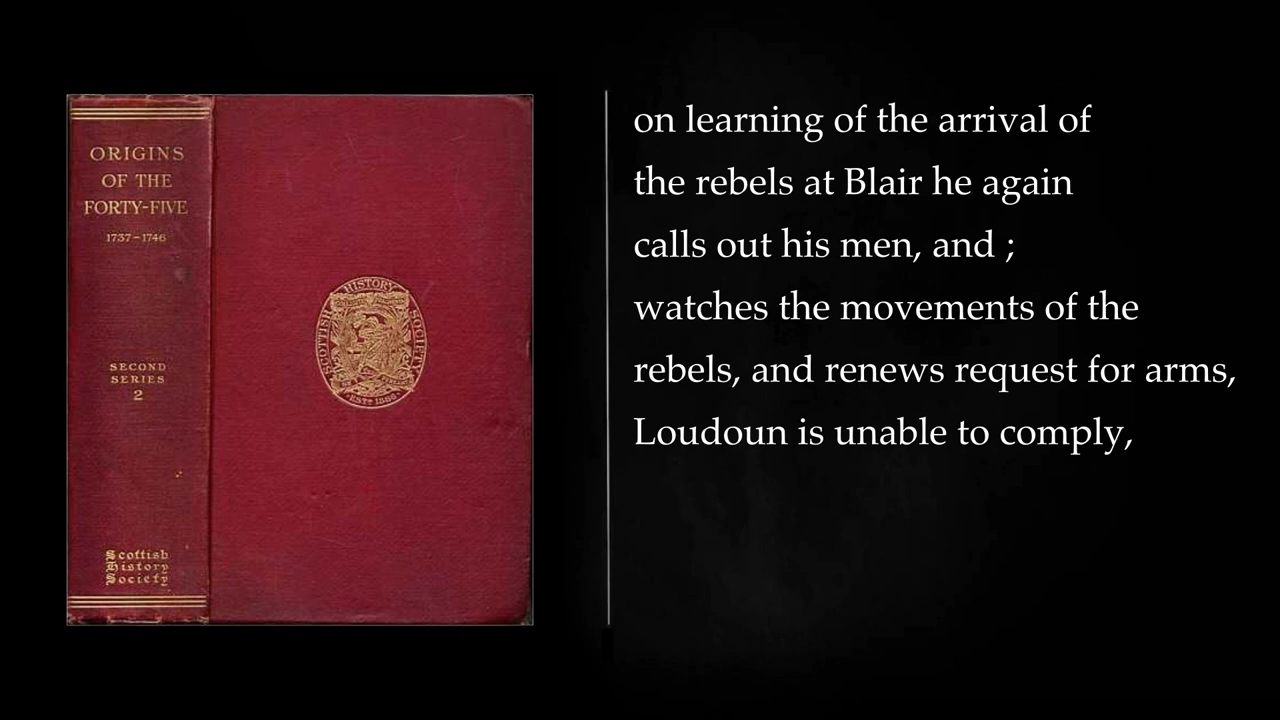 ORIGINS
OF THE
FORTY-FIVE
1737-1746
SECOND
SERIES
2
Scottish
History
Society
SCOTTISH HISTORY SOCIETY
·ESTD 1886·
on learning of the arrival of
the rebels at Blair he again
calls out his men, and ;
watches the movements of the
rebels, and renews request for arms,
Loudoun is unable to comply,